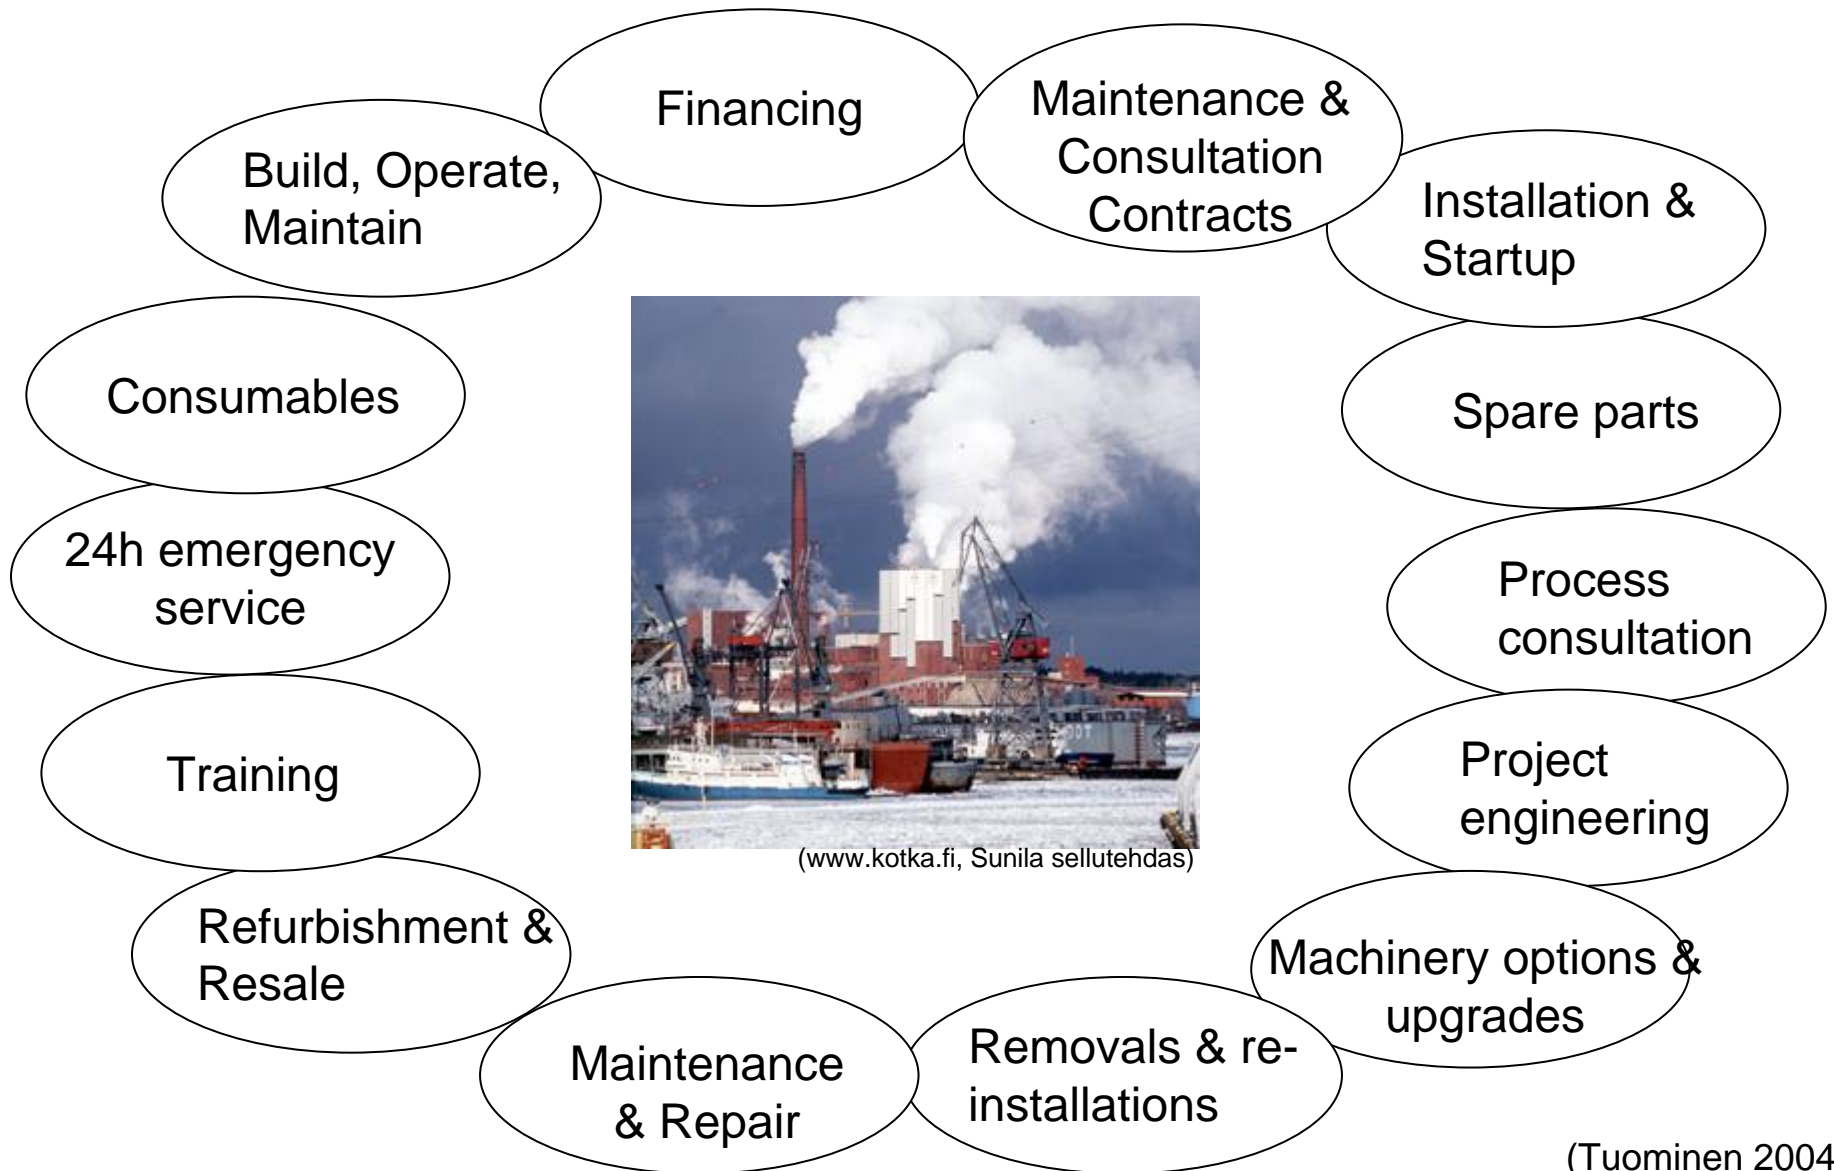 Financing
Maintenance &
Consultation
Contracts
Build, Operate,
Maintain
Installation &
Startup
Consumables
Spare parts
24h emergency
service
Process
consultation
Training
Project
engineering
(www.kotka.fi, Sunila sellutehdas)
Refurbishment &
Resale
Machinery options &
upgrades
Maintenance
& Repair
Removals & re-
installations
(Tuominen 2004